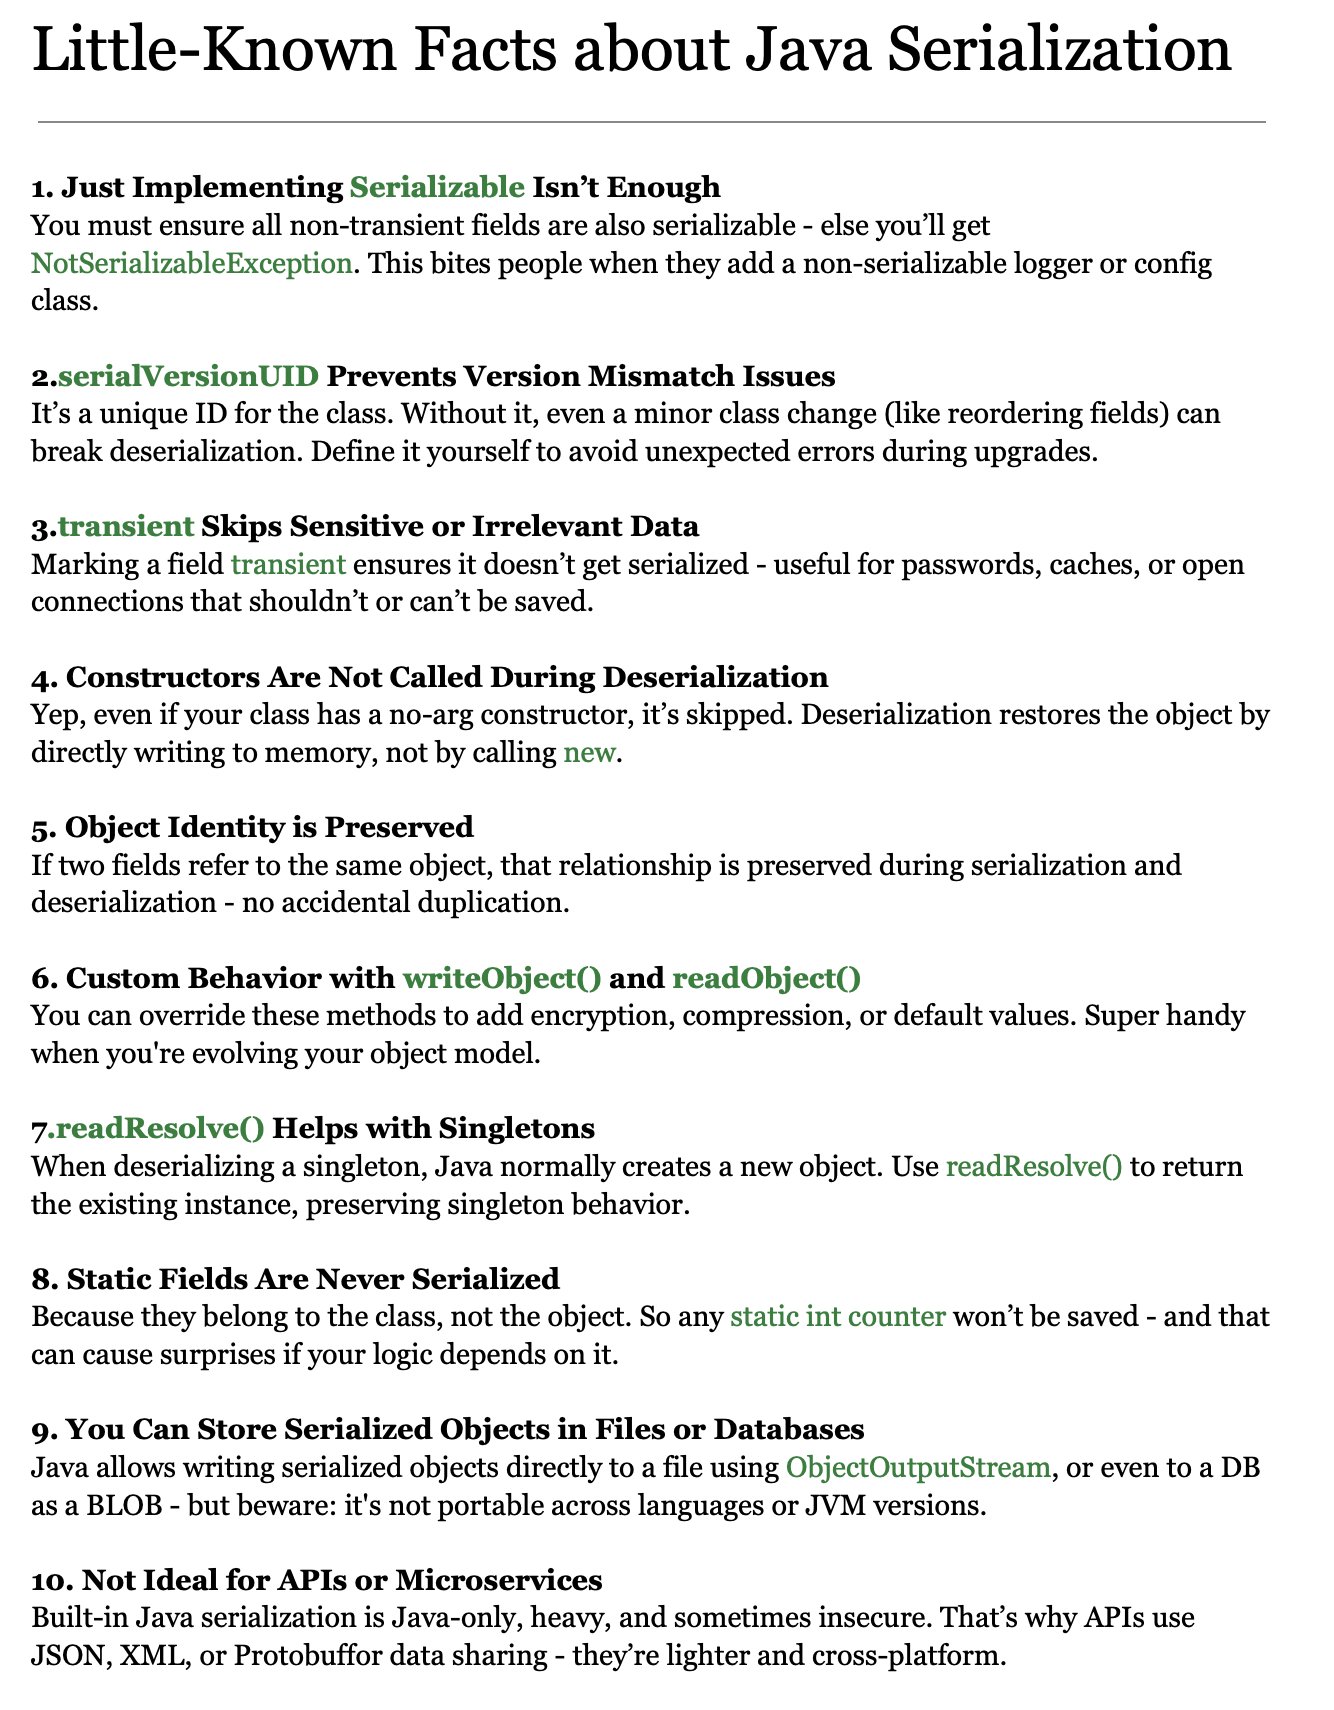 Little-Known Facts about Java Serialization
1. Just Implementing Serializable Isn’t Enough
You must ensure all non-transient fields are also serializable - else you’ll get
NotSerializableException. This bites people when they add a non-serializable logger or config
class.
2.serialVersionUID Prevents Version Mismatch Issues
It’s a unique ID for the class. Without it, even a minor class change (like reordering fields) can
break deserialization. Define it yourself to avoid unexpected errors during upgrades.
3.transient Skips Sensitive or Irrelevant Data
Marking a field transient ensures it doesn’t get serialized - useful for passwords, caches, or open
connections that shouldn’t or can’t be saved.
4. Constructors Are Not Called During Deserialization
Yep, even if your class has a no-arg constructor, it’s skipped. Deserialization restores the object by
directly writing to memory, not by calling new.
5. Object Identity is Preserved
If two fields refer to the same object, that relationship is preserved during serialization and
deserialization - no accidental duplication.
6. Custom Behavior with writeObject() and readObject()
You can override these methods to add encryption, compression, or default values. Super handy
when you're evolving your object model.
7.readResolve() Helps with Singletons
When deserializing a singleton, Java normally creates a new object. Use readResolve() to return
the existing instance, preserving singleton behavior.
8. Static Fields Are Never Serialized
Because they belong to the class, not the object. So any static int counter won’t be saved - and that
can cause surprises if your logic depends on it.
9. You Can Store Serialized Objects in Files or Databases
Java allows writing serialized objects directly to a file using ObjectOutputStream, or even to a DB
as a BLOB - but beware: it's not portable across languages or JVM versions.
10. Not Ideal for APIs or Microservices
Built-in Java serialization is Java-only, heavy, and sometimes insecure. That’s why APIs use
JSON, XML, or Protobuffor data sharing - they’re lighter and cross-platform.